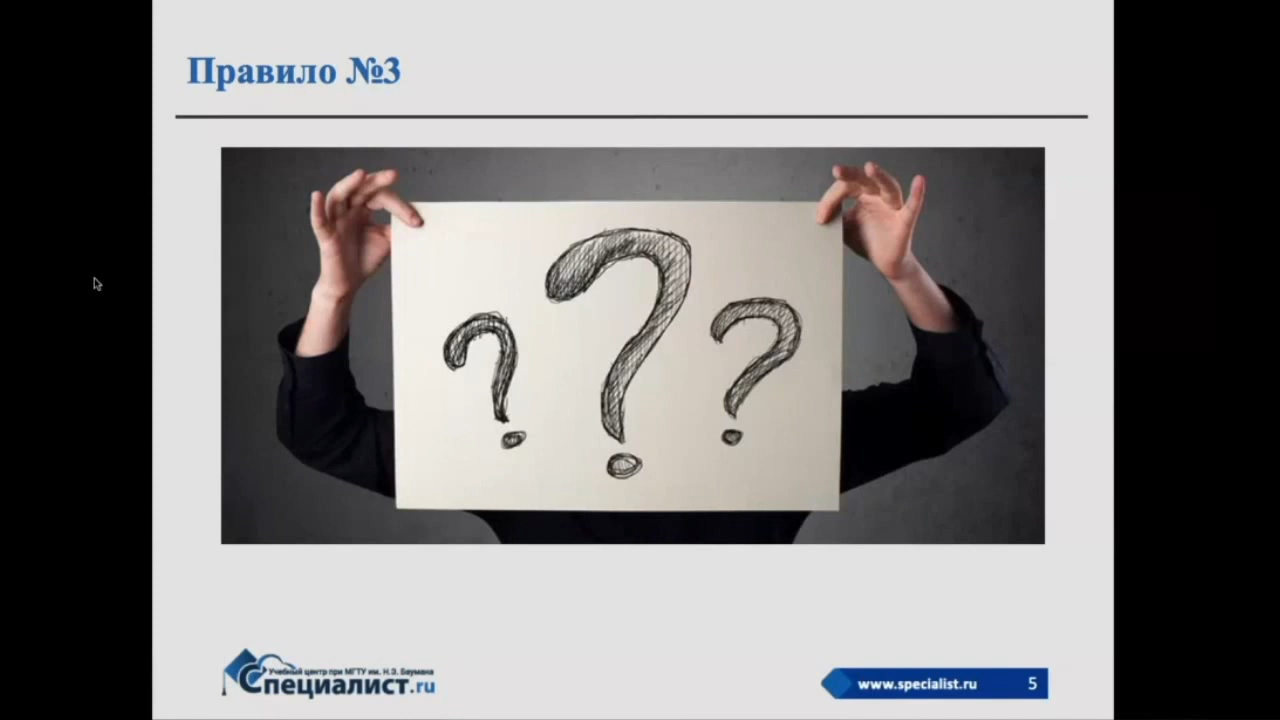 Правило №3
? ? ?
Учебный центр при МГТУ им. Н.Э. Баумана
Специалист.ru
www.specialist.ru 5